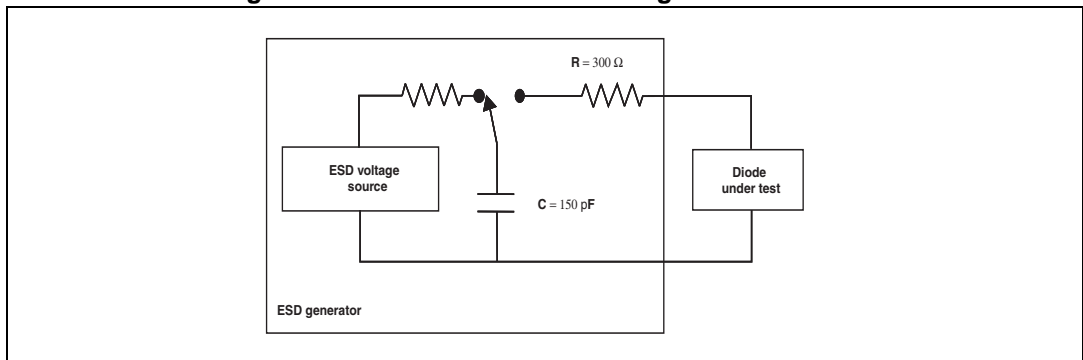 R = 300 Ω
ESD voltage
source
Diode
under test
C = 150 pF
ESD generator